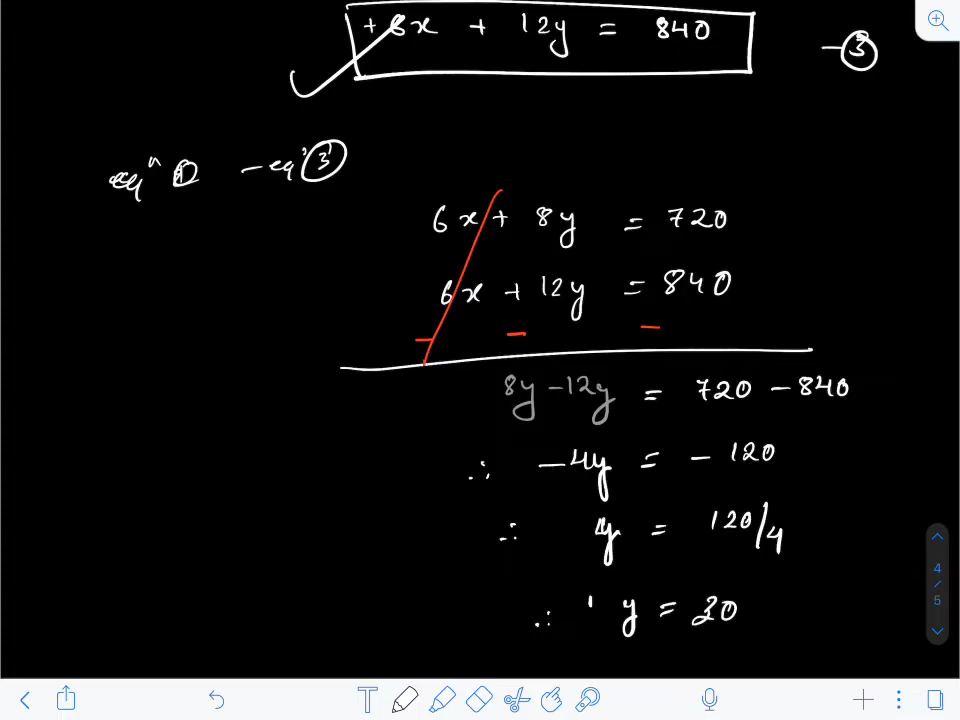 + 6x + 12y = 840 - ③
eqⁿ ① - eqⁿ ③
6x + 8y = 720
6x + 12y = 840
- - -
8y - 12y = 720 - 840
∴ -4y = - 120
∴ y = 120/4
∴ y = 30
4
/
5
T